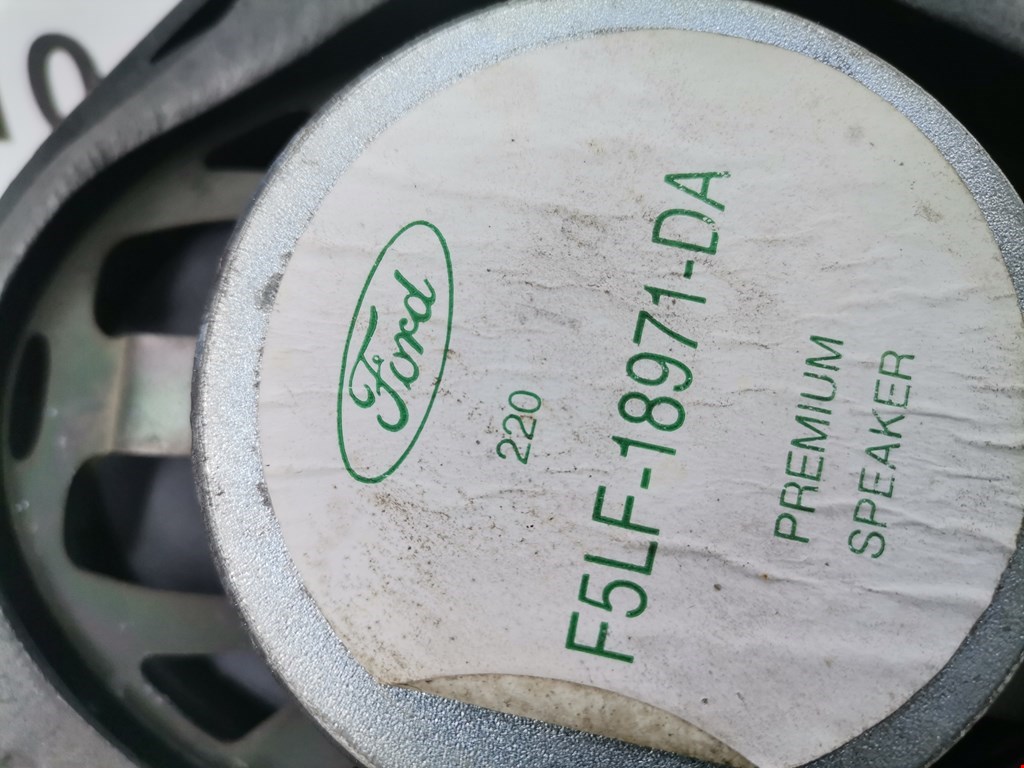 Ford
220
F5LF-18971-DA
PREMIUM
SPEAKER